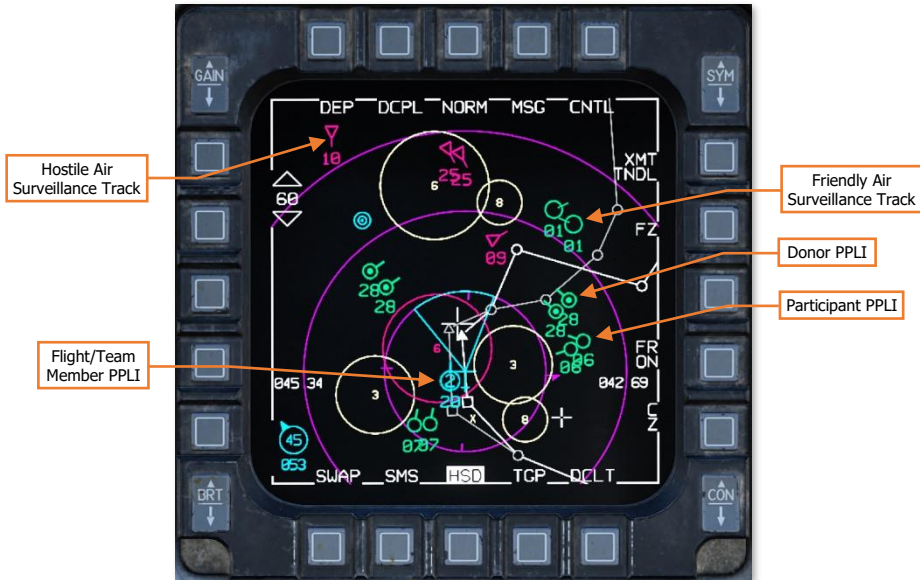 GAIN
SYM
DEP DCPL NORM MSG CNTL
Hostile Air
Surveillance Track
10
25 25
6
8
XMT
TNDL
60
Friendly Air
Surveillance Track
01
01
FZ
09
Donor PPLI
28
28
28
28
Participant PPLI
6
3
06
06
FR
ON
Flight/Team
Member PPLI
2
20
045 34
042 69
3
8
X
C
Z
07 07
45
053
SWAP SMS HSD TGP DCLT
BRT
CON